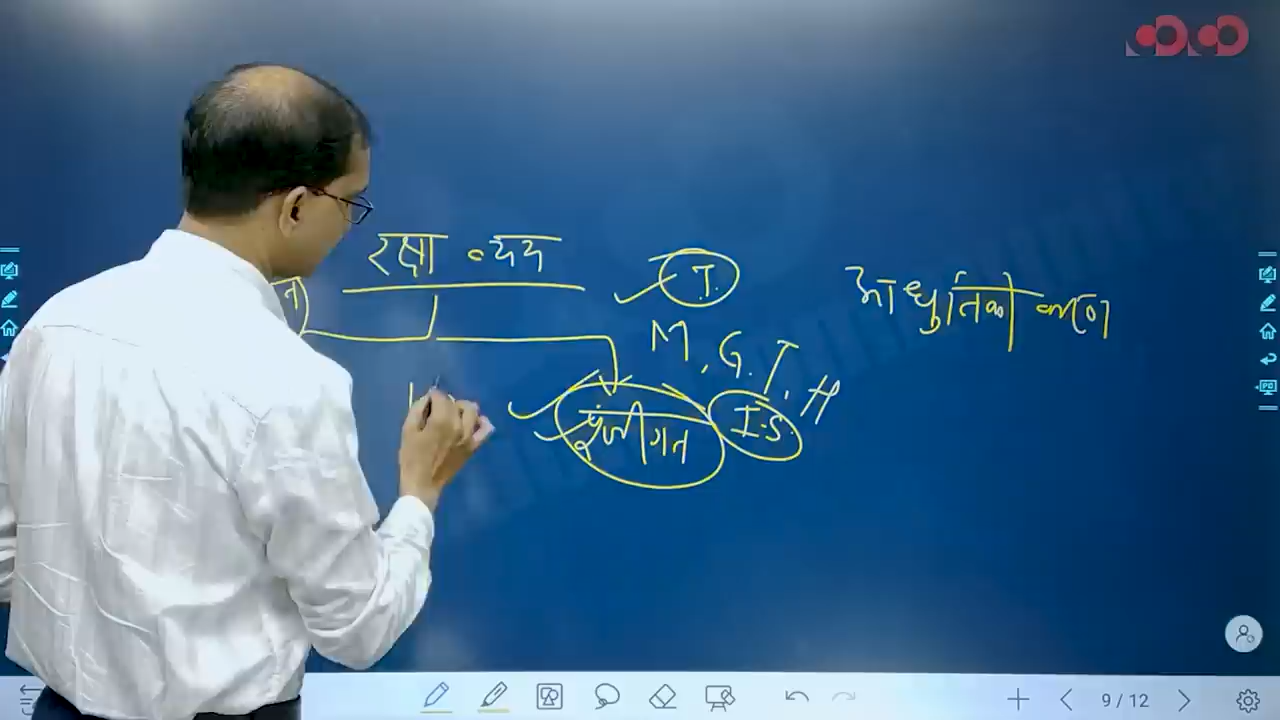 रक्षा व्यय
T.
आधुनिकीकरण
M, G, T, H
पूंजीगत
I.S.
9/12